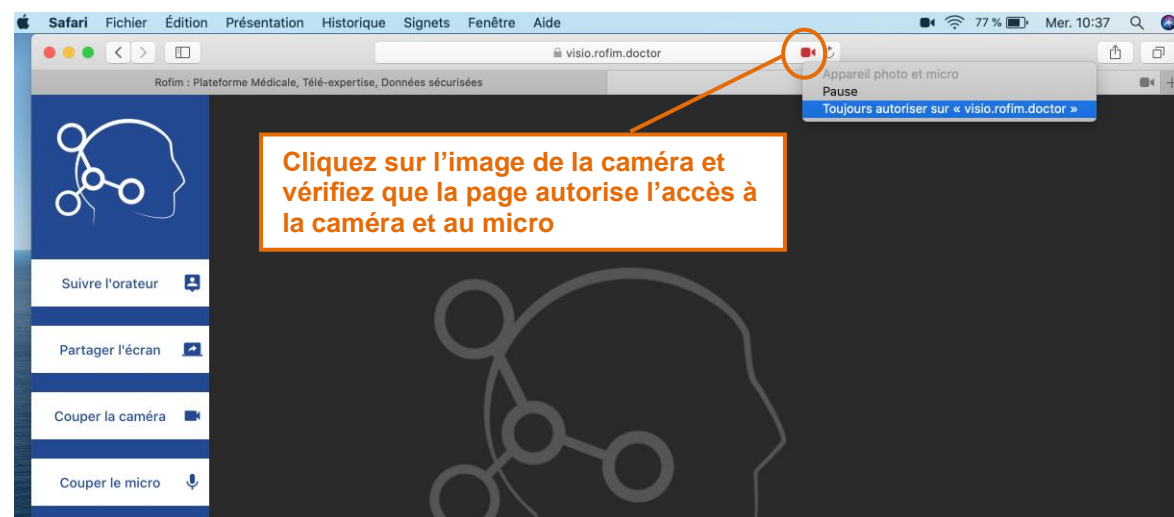 Safari Fichier Édition Présentation Historique Signets Fenêtre Aide 77 % Mer. 10:37
visio.rofim.doctor
Rofim : Plateforme Médicale, Télé-expertise, Données sécurisées
Appareil photo et micro
Pause
Toujours autoriser sur « visio.rofim.doctor »
Cliquez sur l’image de la caméra et
vérifiez que la page autorise l’accès à
la caméra et au micro
Suivre l'orateur
Partager l'écran
Couper la caméra
Couper le micro